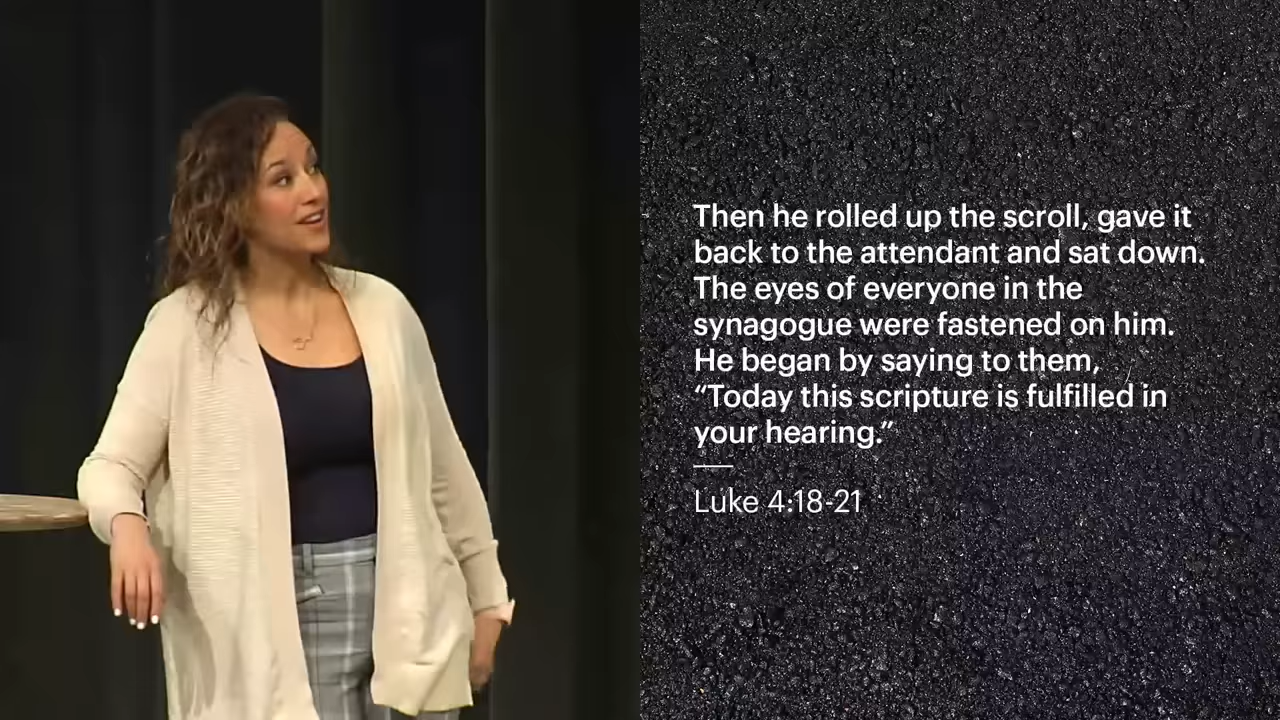 Then he rolled up the scroll, gave it
back to the attendant and sat down.
The eyes of everyone in the
synagogue were fastened on him.
He began by saying to them,
“Today this scripture is fulfilled in
your hearing.”
Luke 4:18-21